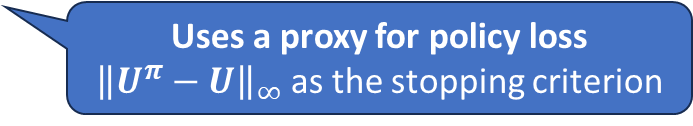 Uses a proxy for policy loss
‖U^π − U‖_∞ as the stopping criterion